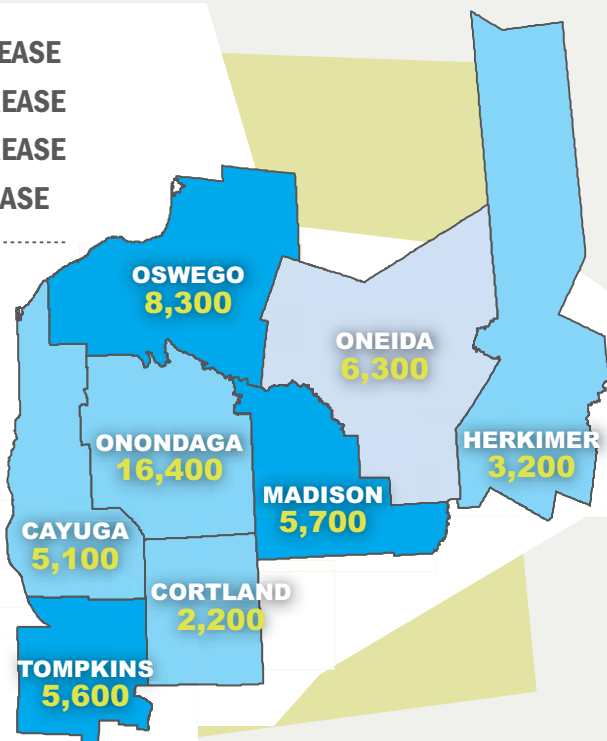 EASE
EASE
EASE
ASE
OSWEGO
8,300
ONEIDA
6,300
ONONDAGA
16,400
HERKIMER
3,200
MADISON
5,700
CAYUGA
5,100
CORTLAND
2,200
TOMPKINS
5,600